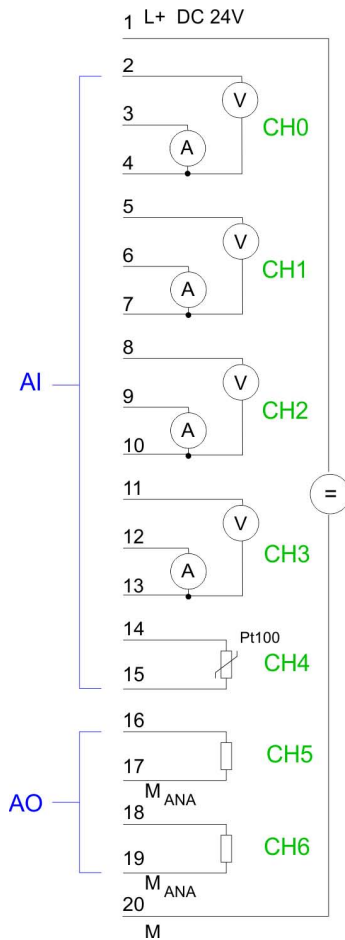 1 L+ DC 24V
2
V
3 CH0
A
4
5
V
6 CH1
A
7
8
V
AI
9 CH2
A
10
11
=
V
12 CH3
A
13
14
Pt100
CH4
15
16
CH5
17
M ANA
AO
18
CH6
19
M ANA
20
M